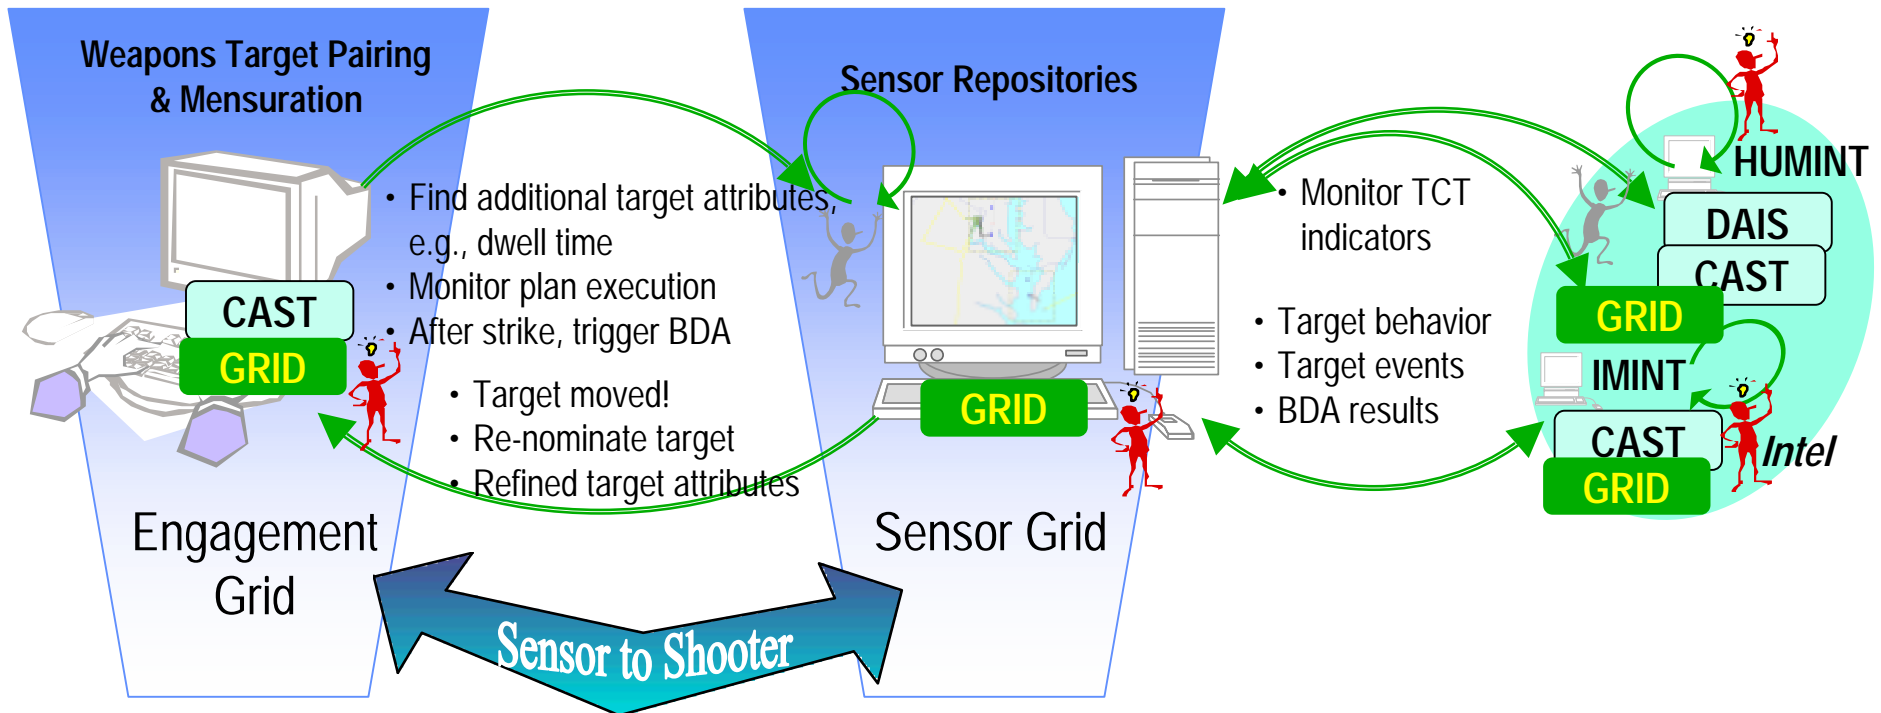 Weapons Target Pairing
& Mensuration
CAST
GRID
Engagement
Grid
• Find additional target attributes,
e.g., dwell time
• Monitor plan execution
• After strike, trigger BDA
• Target moved!
• Re-nominate target
• Refined target attributes
Sensor to Shooter
Sensor Repositories
GRID
Sensor Grid
• Monitor TCT
indicators
• Target behavior
• Target events
• BDA results
HUMINT
DAIS
CAST
GRID
IMINT
CAST
GRID
Intel